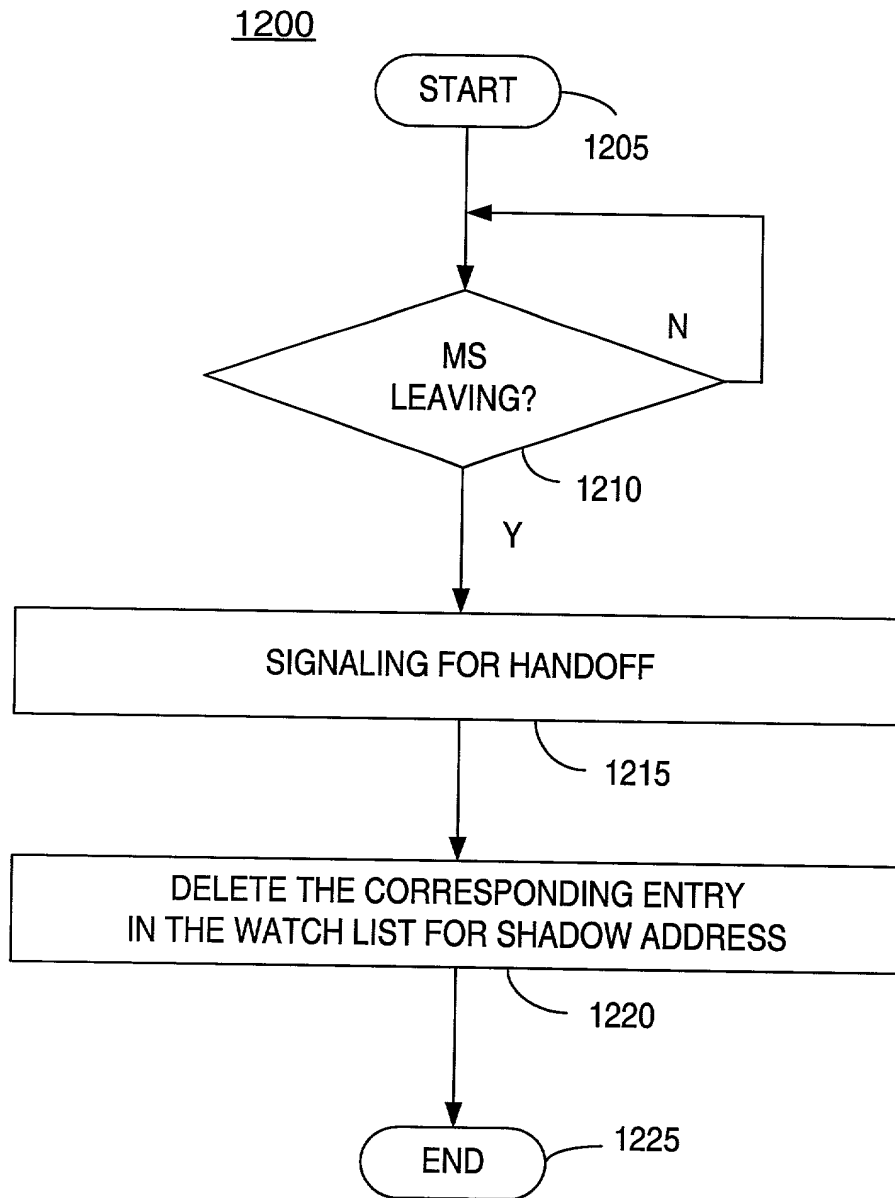 1200
START
1205
N
MS
LEAVING?
1210
Y
SIGNALING FOR HANDOFF
1215
DELETE THE CORRESPONDING ENTRY
IN THE WATCH LIST FOR SHADOW ADDRESS
1220
END
1225